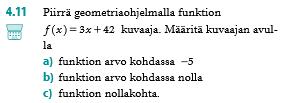 4.11 Piirrä geometriaohjelmalla funktion
f(x) = 3x + 42 kuvaaja. Määritä kuvaajan avul-
la
a) funktion arvo kohdassa −5
b) funktion arvo kohdassa nolla
c) funktion nollakohta.